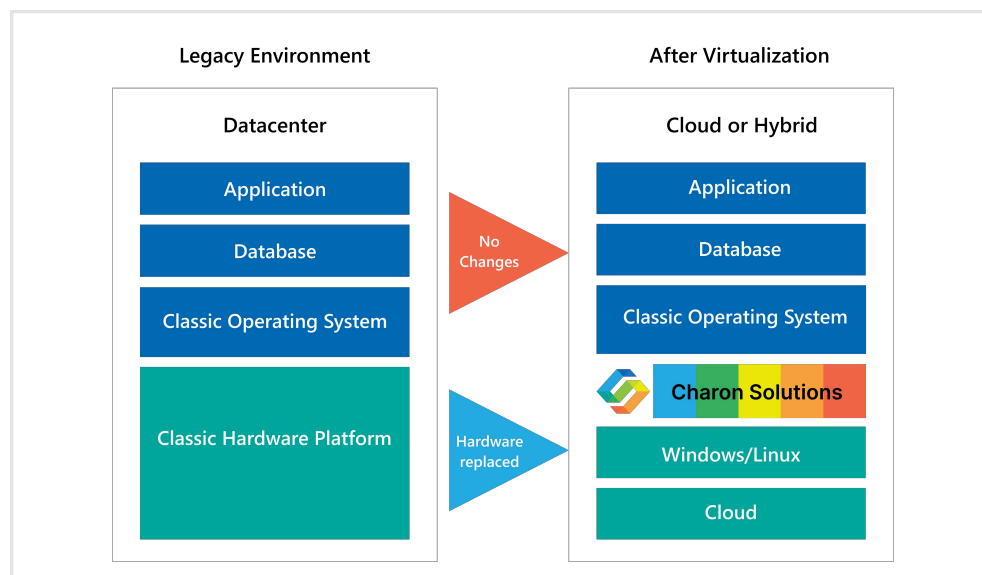 Legacy Environment
After Virtualization
Datacenter
Application
Database
Classic Operating System
Classic Hardware Platform
No
Changes
Hardware
replaced
Cloud or Hybrid
Application
Database
Classic Operating System
Charon Solutions
Windows/Linux
Cloud